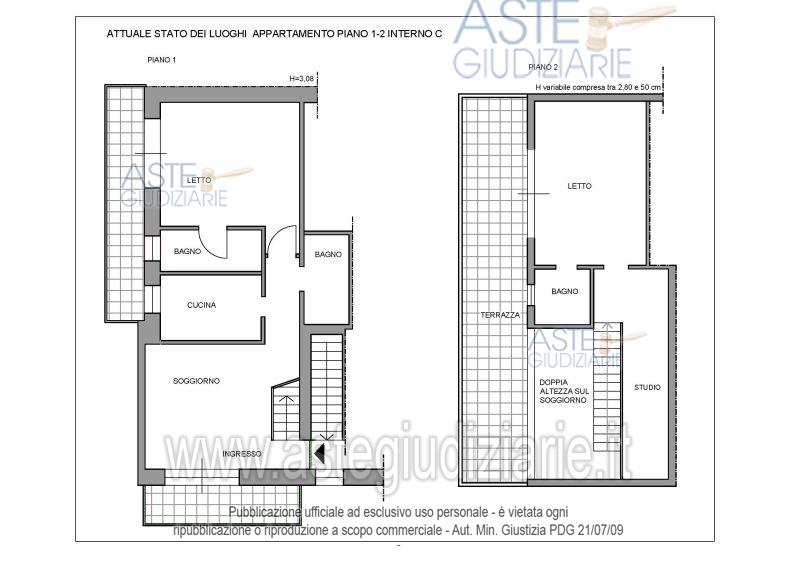 ATTUALE STATO DEI LUOGHI APPARTAMENTO PIANO 1-2 INTERNO C
ASTE
GIUDIZIARIE
PIANO 1
PIANO 2
H=3,08
H variabile compresa tra 2,80 e 50 cm
ASTE
GIUDIZIARIE
LETTO
LETTO
BAGNO
BAGNO
CUCINA
BAGNO
TERRAZZA
ASTE
GIUDIZIARIE
SOGGIORNO
DOPPIA
ALTEZZA SUL
SOGGIORNO
STUDIO
INGRESSO
www.astegiudiziarie.it
Pubblicazione ufficiale ad esclusivo uso personale - è vietata ogni
ripubblicazione o riproduzione a scopo commerciale - Aut. Min. Giustizia PDG 21/07/09